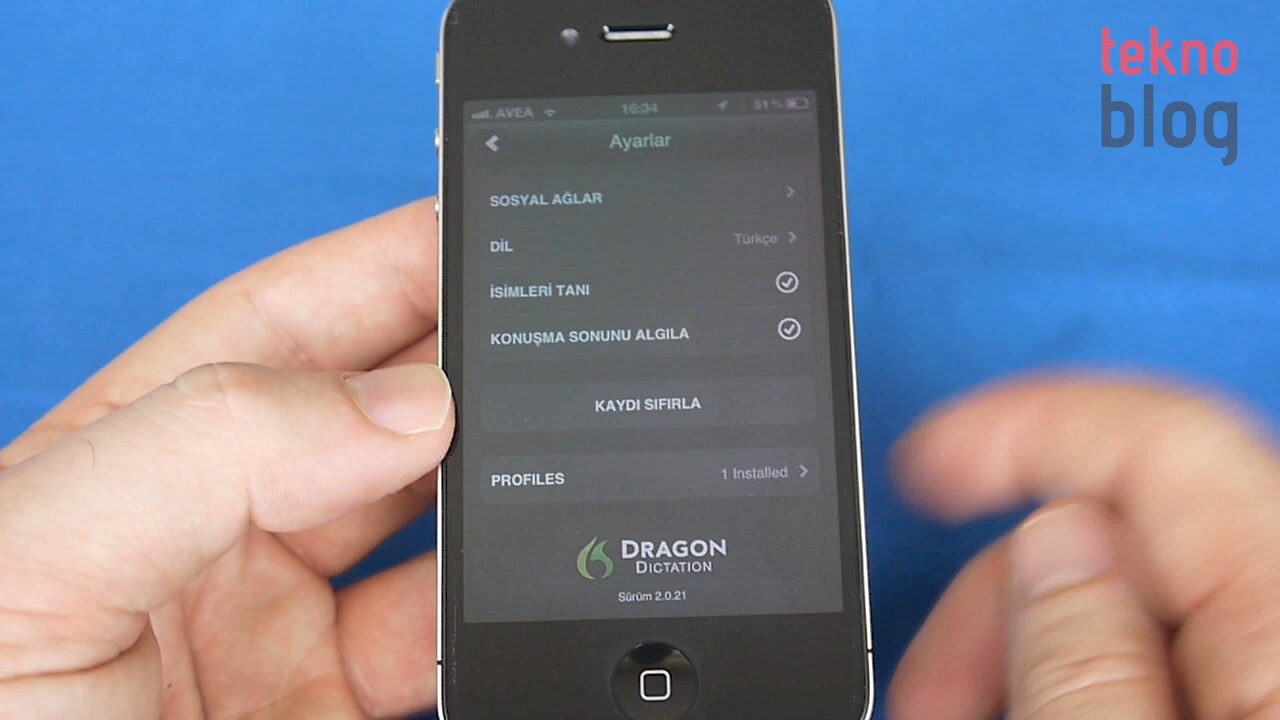 tekno
blog
AVEA 16:34 51%
Ayarlar
SOSYAL AĞLAR
DİL Türkçe
İSİMLERİ TANI
KONUŞMA SONUNU ALGILA
KAYDI SIFIRLA
PROFILES 1 Installed
DRAGON
DICTATION
Sürüm 2.0.21